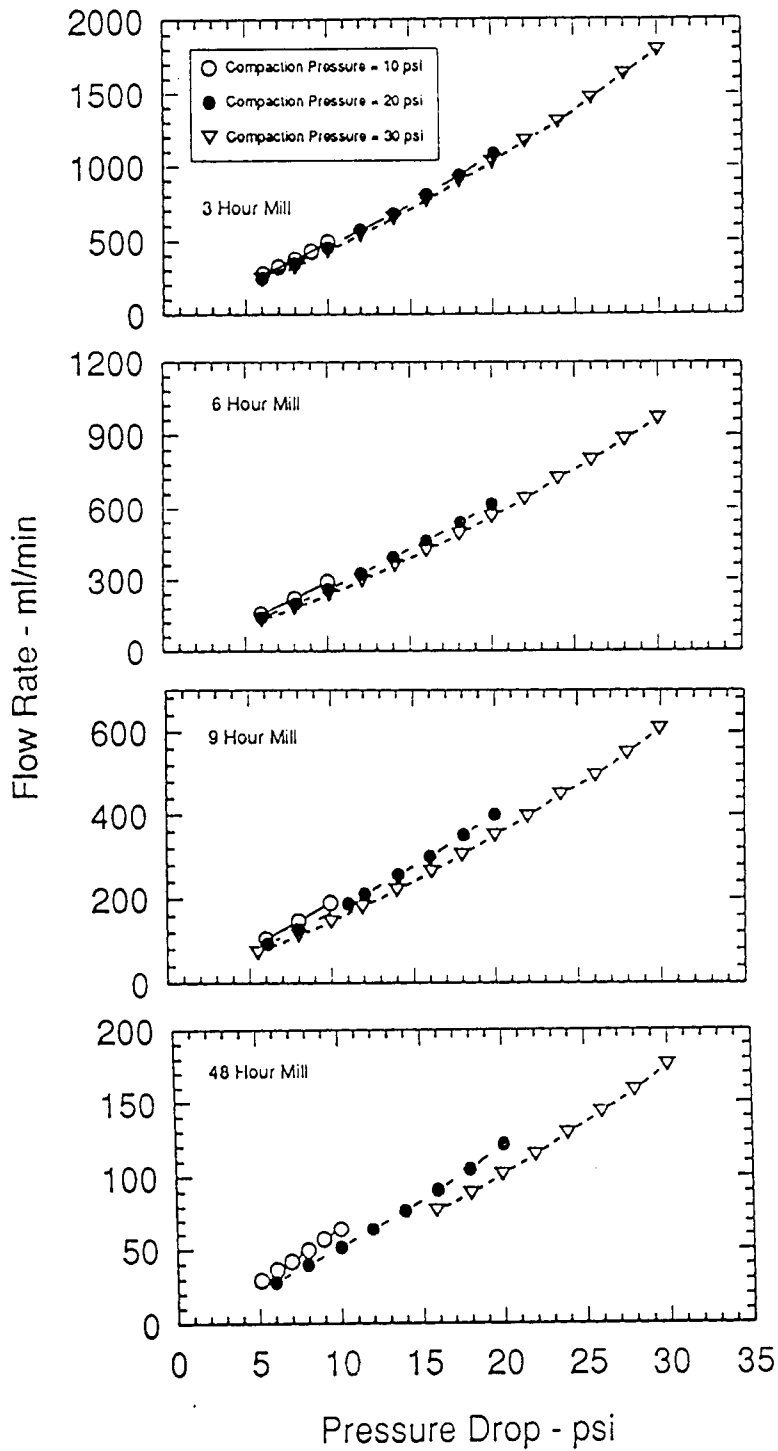 2000
1500
1000
500
0
○ Compaction Pressure = 10 psi
● Compaction Pressure = 20 psi
▽ Compaction Pressure = 30 psi
3 Hour Mill
1200
900
600
300
0
6 Hour Mill
Flow Rate - ml/min
600
400
200
0
9 Hour Mill
200
150
100
50
0
48 Hour Mill
0 5 10 15 20 25 30 35
Pressure Drop - psi